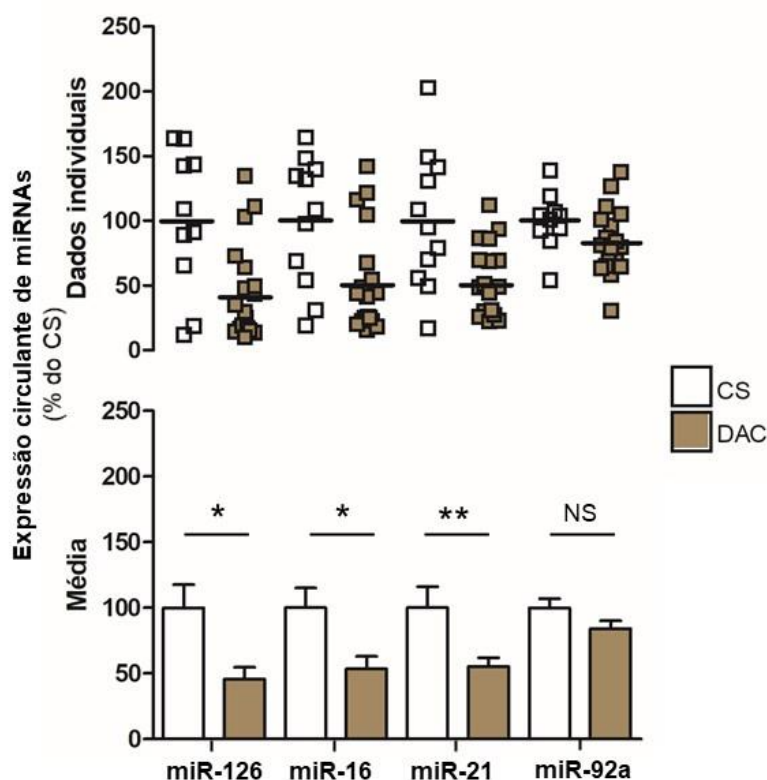 Expressão circulante de miRNAs
(% do CS)
Dados individuais
250
200
150
100
50
0
Média
250
200
150
100
50
0
*
*
**
NS
miR-126
miR-16
miR-21
miR-92a
CS
DAC